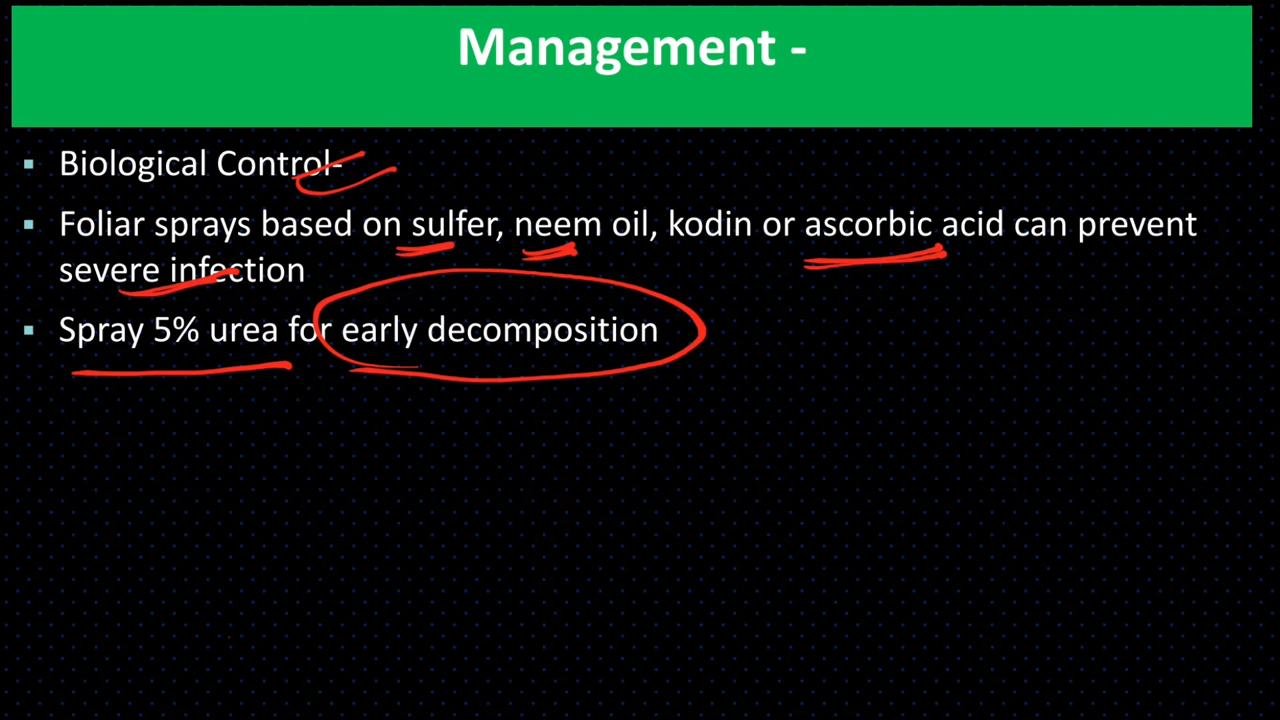 Management -
Biological Control-
Foliar sprays based on sulfer, neem oil, kodin or ascorbic acid can prevent
severe infection
Spray 5% urea for early decomposition